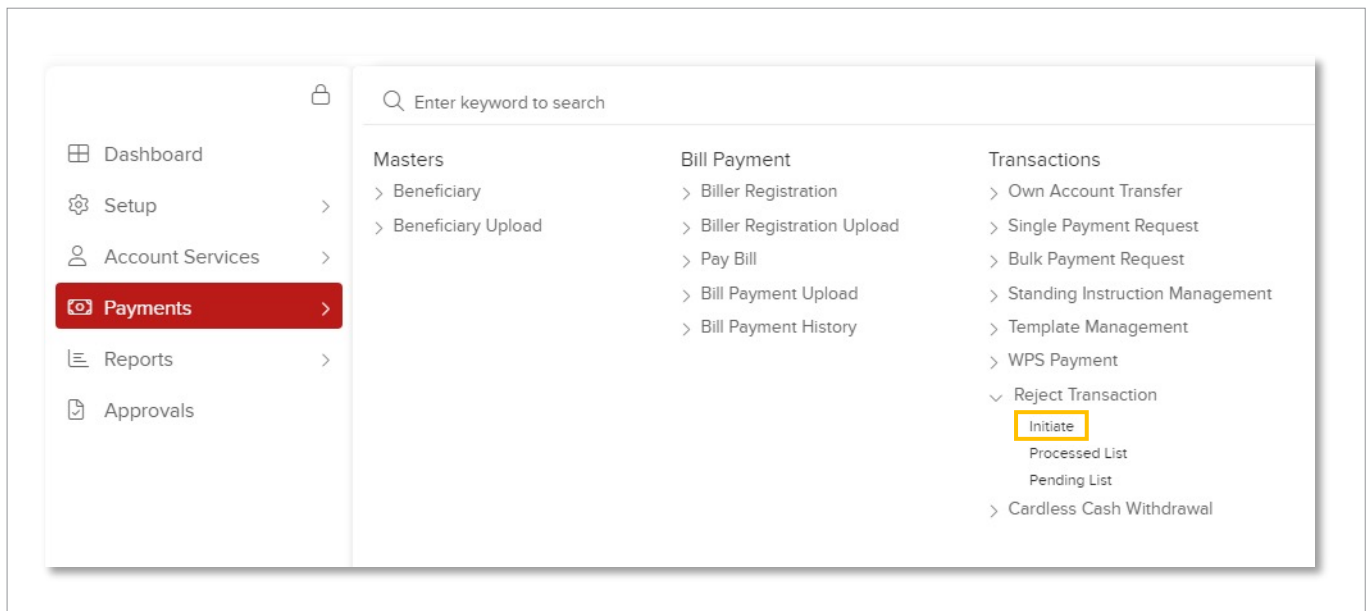 Enter keyword to search
Dashboard
Setup
Account Services
Payments
Reports
Approvals
Masters
Beneficiary
Beneficiary Upload
Bill Payment
Biller Registration
Biller Registration Upload
Pay Bill
Bill Payment Upload
Bill Payment History
Transactions
Own Account Transfer
Single Payment Request
Bulk Payment Request
Standing Instruction Management
Template Management
WPS Payment
Reject Transaction
Initiate
Processed List
Pending List
Cardless Cash Withdrawal